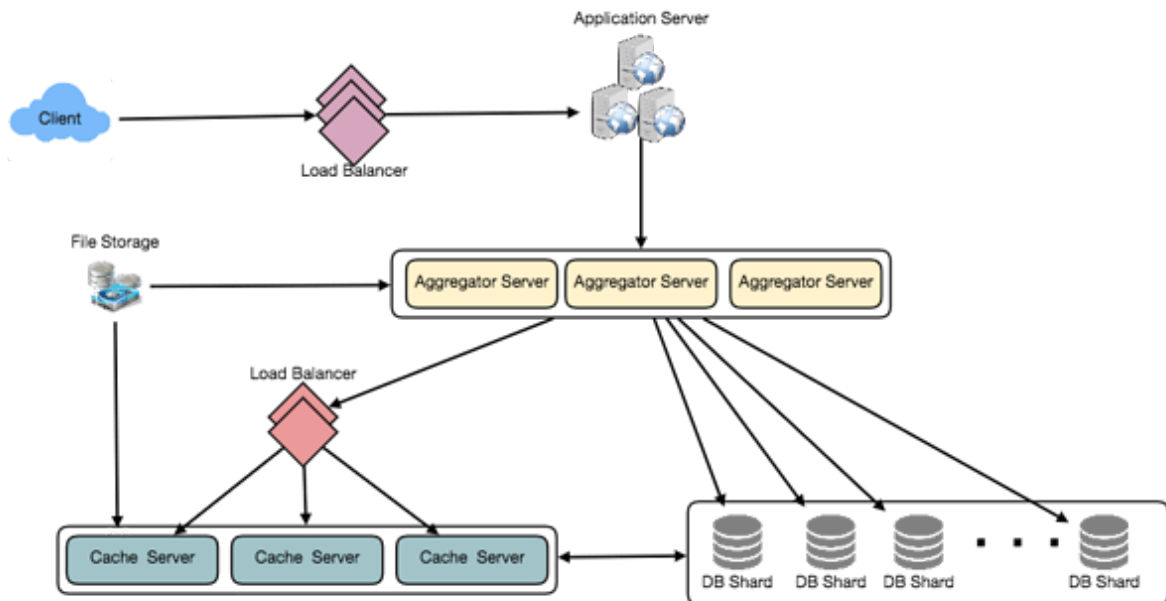 Application Server
Client
Load Balancer
File Storage
Aggregator Server
Aggregator Server
Aggregator Server
Load Balancer
Cache Server
Cache Server
Cache Server
DB Shard
DB Shard
DB Shard
DB Shard